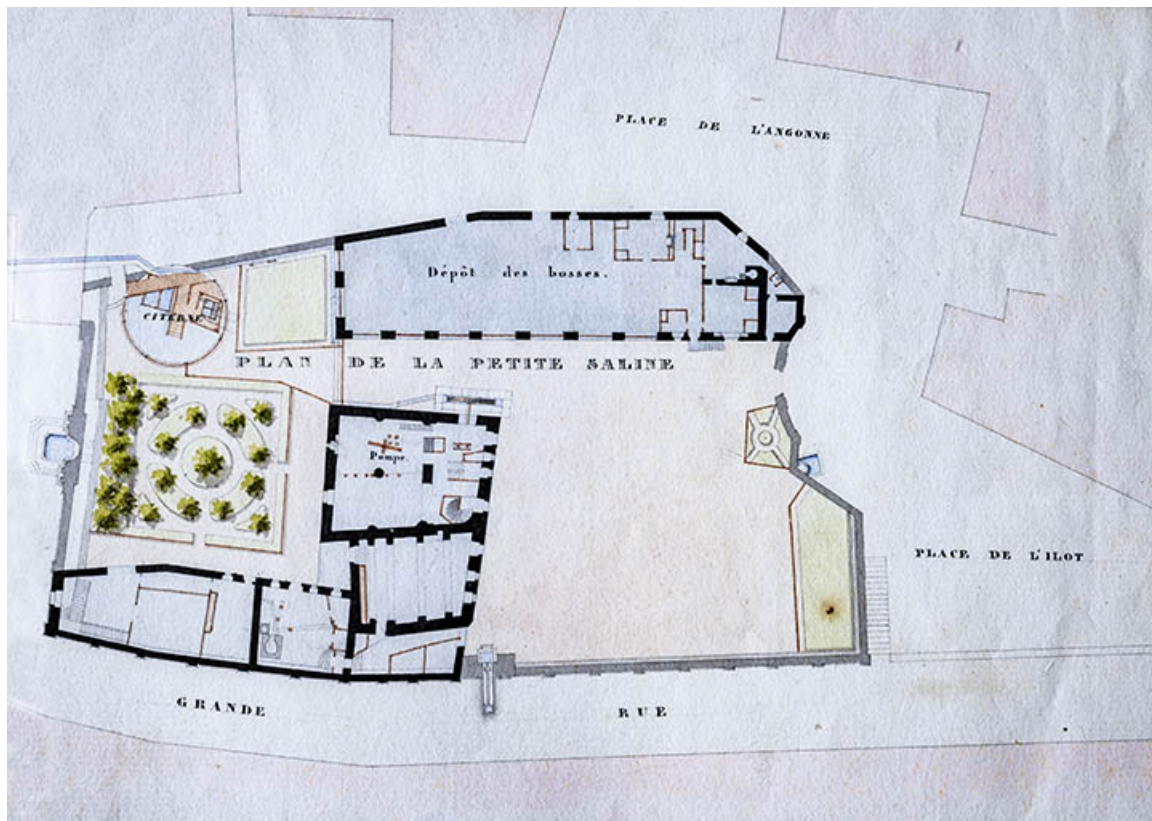 PLACE DE L'ANGONNE
Dépôt des bosses.
CITERNE
PLAN DE LA PETITE SALINE
Pompe.
PLACE DE L'ILOT
GRANDE RUE